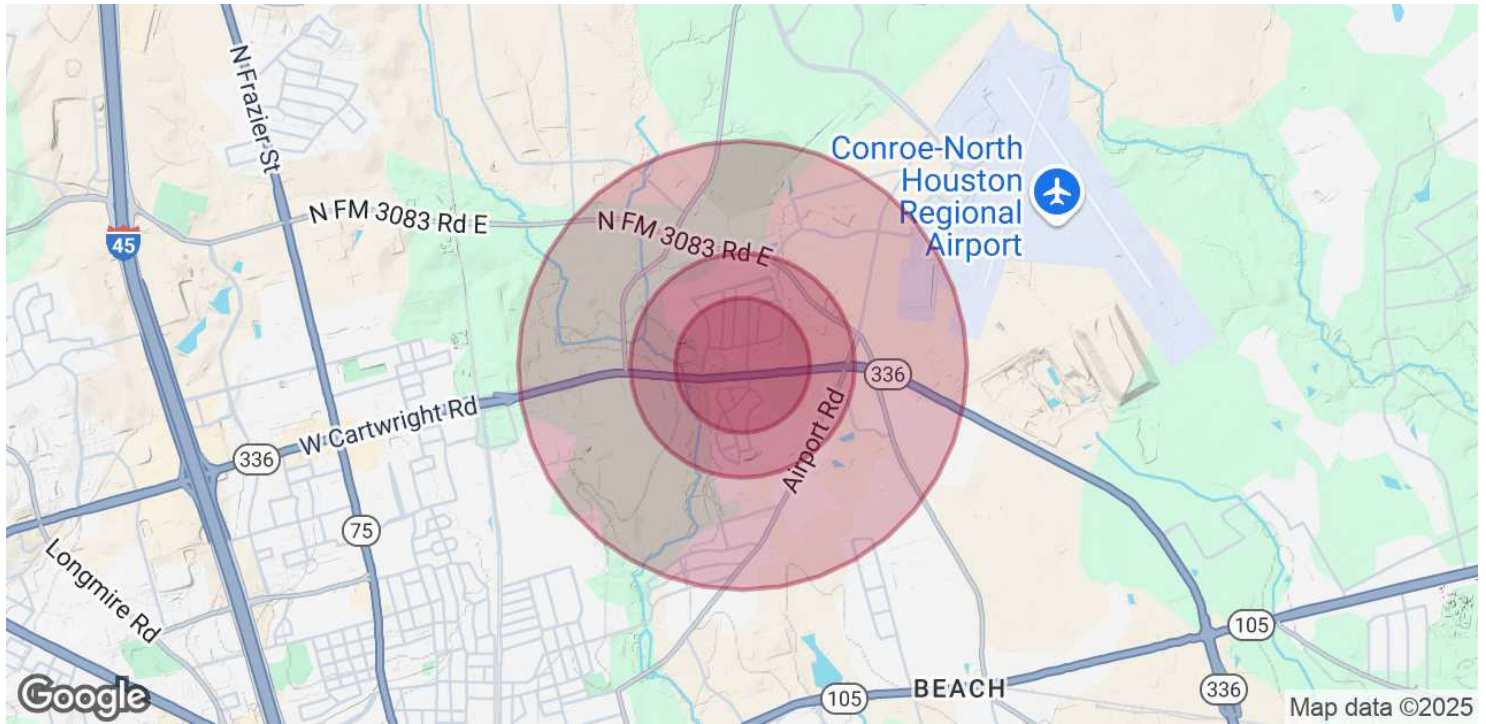 N Frazier St
45
N FM 3083 Rd E
N FM 3083 Rd E
Conroe-North
Houston
Regional
Airport
336
W Cartwright Rd
336
75
Airport Rd
Longmire Rd
105
105
BEACH
336
Google
Map data ©2025